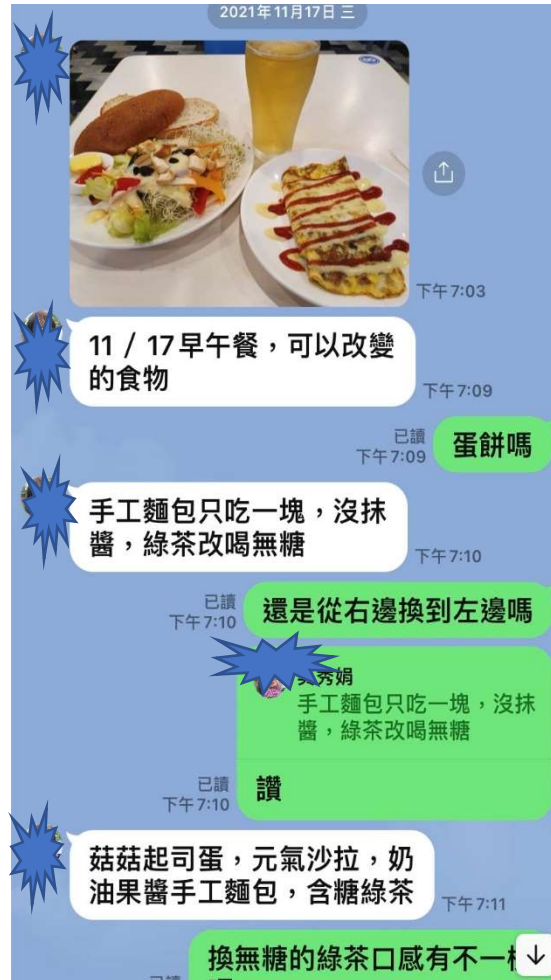 2021年11月17日 三
下午 7:03
11 / 17早午餐，可以改變
的食物
下午 7:09
已讀
下午 7:09
蛋餅嗎
手工麵包只吃一塊，沒抹
醬，綠茶改喝無糖
下午 7:10
已讀
下午 7:10
還是從右邊換到左邊嗎
秀娟
手工麵包只吃一塊，沒抹
醬，綠茶改喝無糖
已讀
下午 7:10
讚
菇菇起司蛋，元氣沙拉，奶
油果醬手工麵包，含糖綠茶
下午 7:11
換無糖的綠茶口感有不一